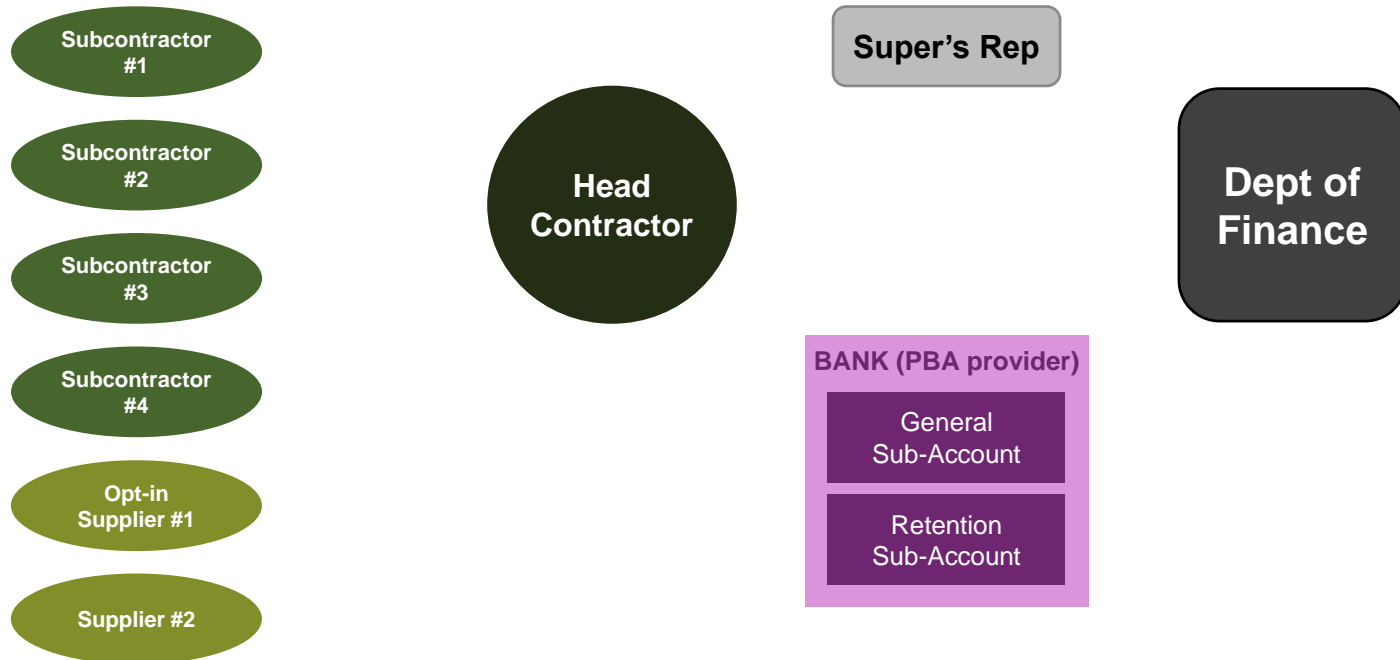 Subcontractor
#1
Subcontractor
#2
Subcontractor
#3
Subcontractor
#4
Opt-in
Supplier #1
Supplier #2
Head
Contractor
Super’s Rep
BANK (PBA provider)
General
Sub-Account
Retention
Sub-Account
Dept of
Finance